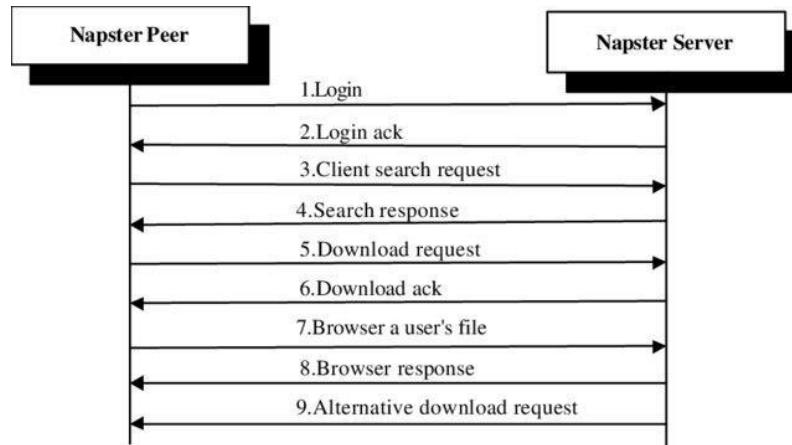 Napster Peer
Napster Server
1.Login
2.Login ack
3.Client search request
4.Search response
5.Download request
6.Download ack
7.Browser a user's file
8.Browser response
9.Alternative download request